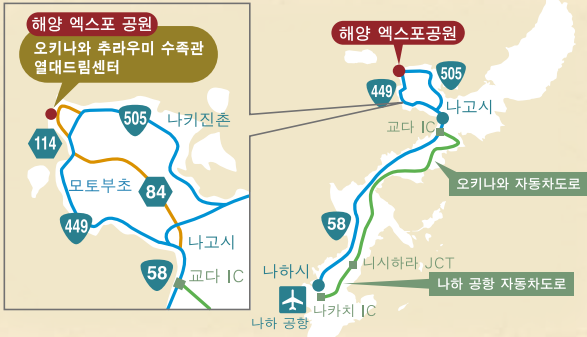 해양 엑스포 공원
오키나와 추라우미 수족관
열대드림센터
505
나키진촌
114
모토부초
84
449
나고시
58
교다 IC
해양 엑스포공원
449
505
나고시
교다 IC
오키나와 자동차도로
58
나하시
니시하라 JCT
나하 공항 자동차도로
나카치 IC
나하 공항